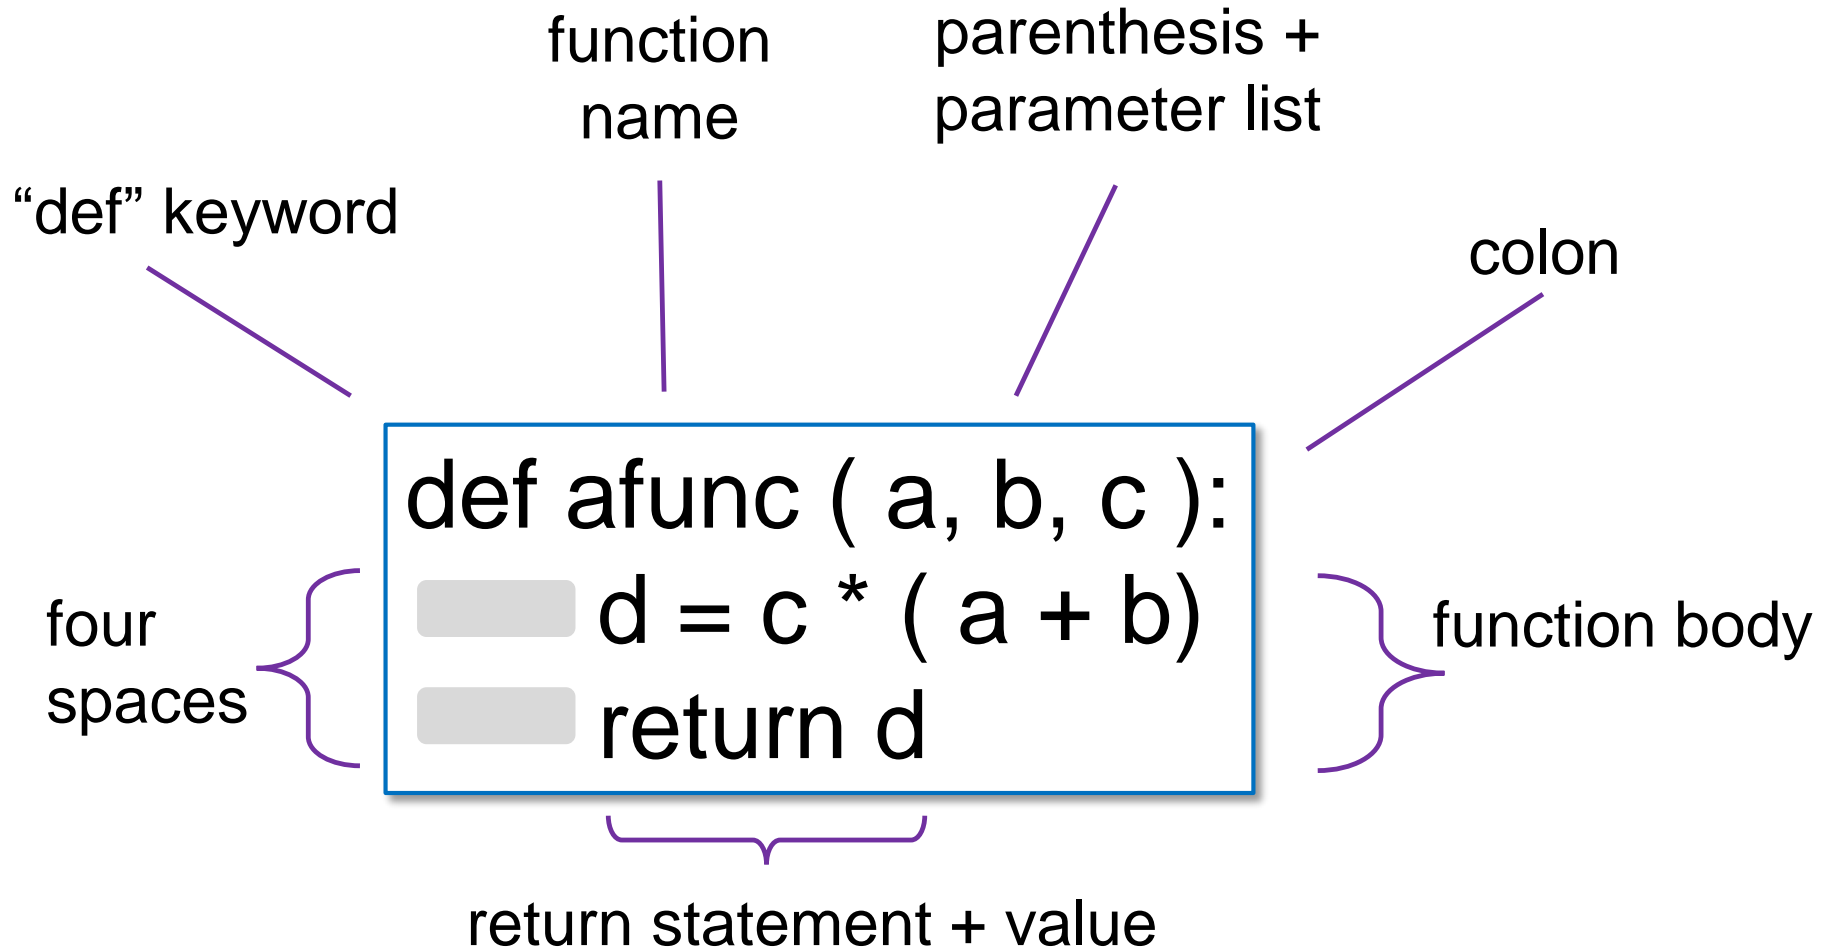 function
name
parenthesis +
parameter list
“def” keyword
colon
def afunc ( a, b, c ):
d = c * ( a + b)
return d
four
spaces
function body
return statement + value